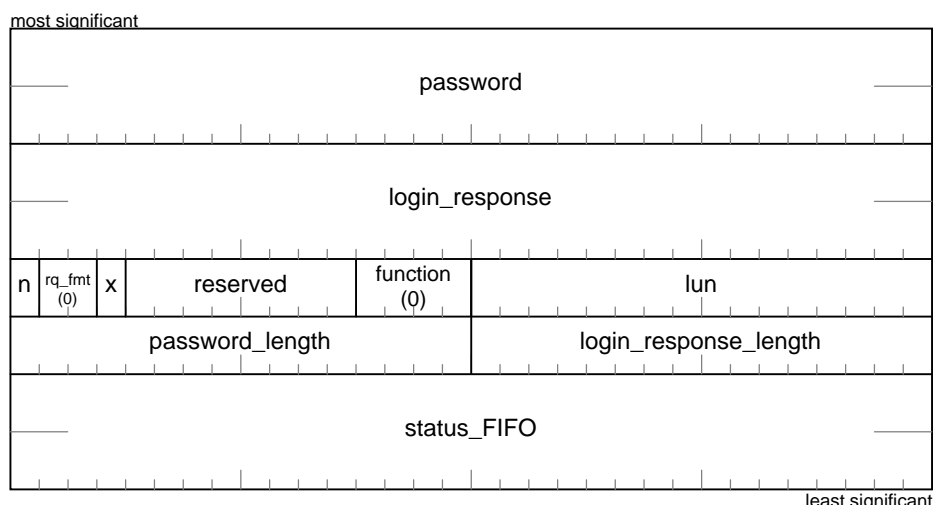 most significant
password
login_response
n rq_fmt x reserved function lun
(0) (0)
password_length login_response_length
status_FIFO
least significant